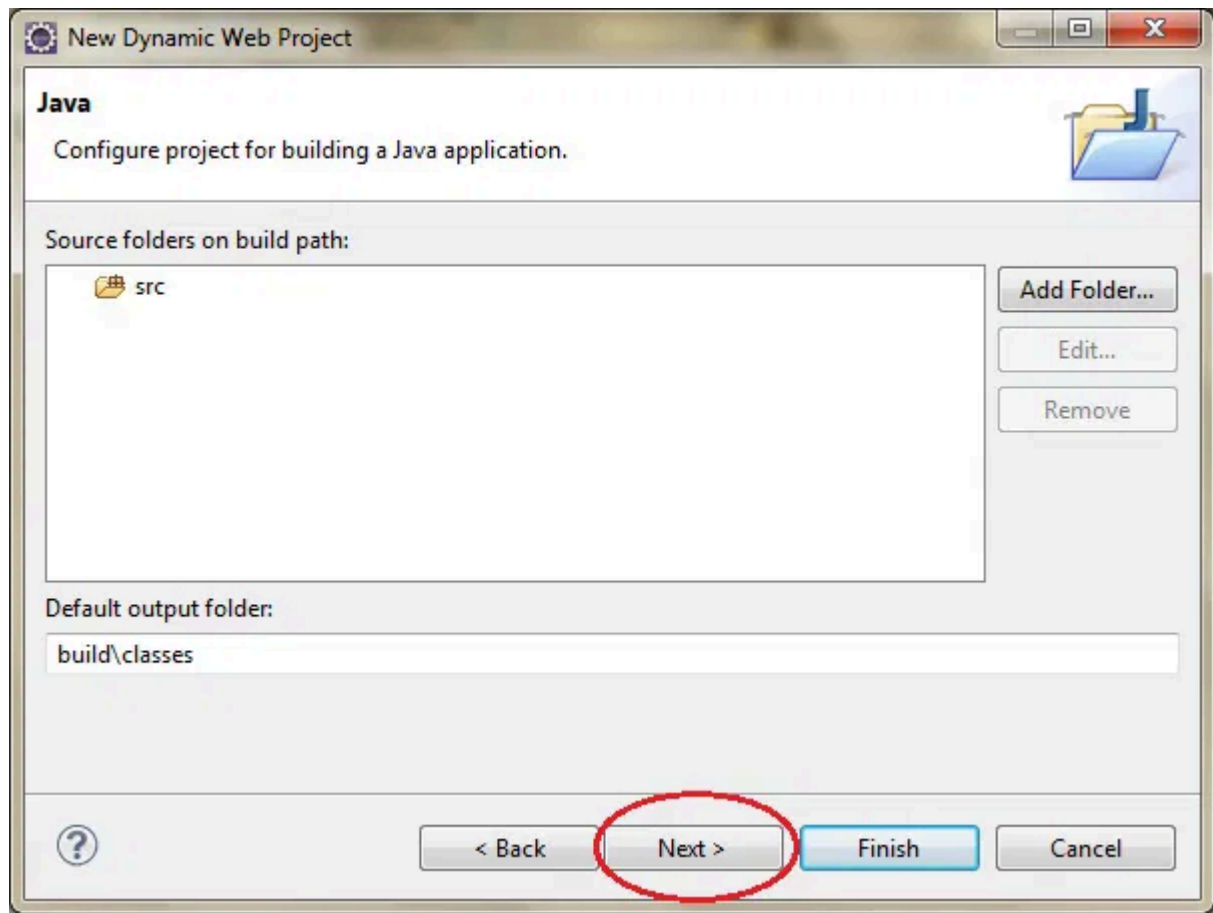 New Dynamic Web Project
Java
Configure project for building a Java application.
Source folders on build path:
src
Add Folder...
Edit...
Remove
Default output folder:
build\classes
< Back
Next >
Finish
Cancel